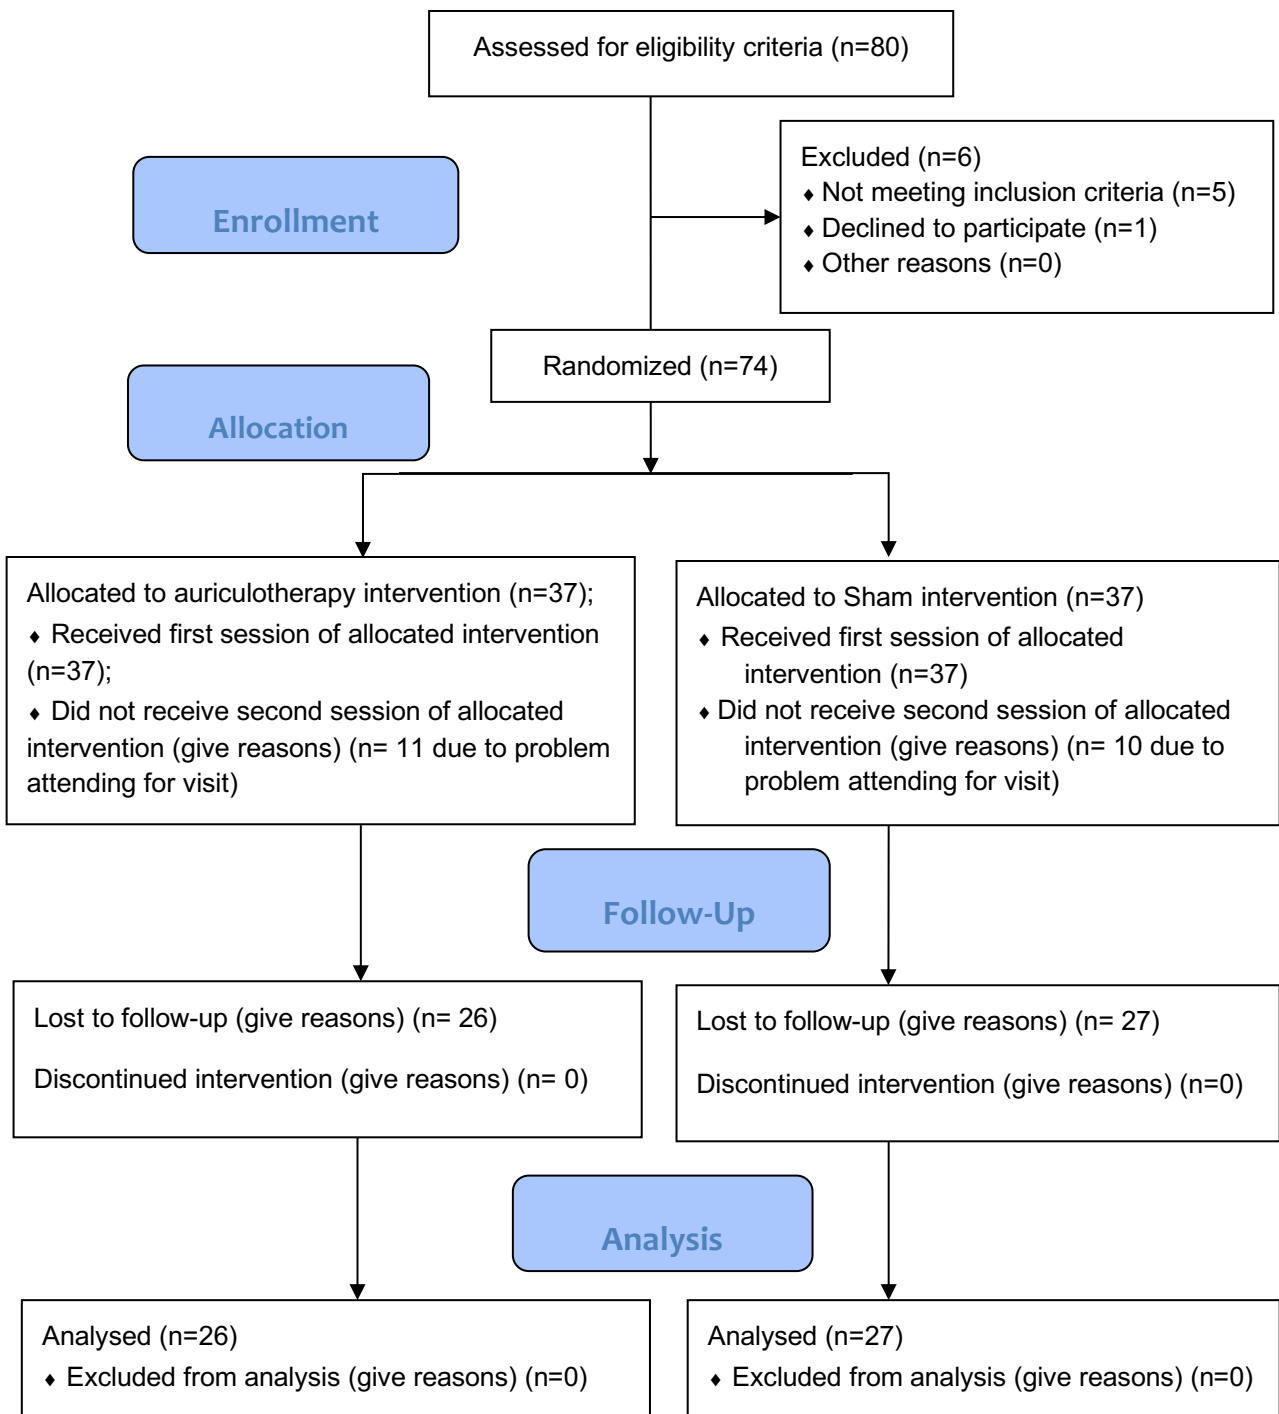 Assessed for eligibility criteria (n=80)
Excluded (n=6)
♦ Not meeting inclusion criteria (n=5)
♦ Declined to participate (n=1)
♦ Other reasons (n=0)
Enrollment
Randomized (n=74)
Allocation
Allocated to auriculotherapy intervention (n=37);
♦ Received first session of allocated intervention
(n=37);
♦ Did not receive second session of allocated
intervention (give reasons) (n= 11 due to problem
attending for visit)
Allocated to Sham intervention (n=37)
♦ Received first session of allocated
intervention (n=37)
♦ Did not receive second session of allocated
intervention (give reasons) (n= 10 due to
problem attending for visit)
Follow-Up
Lost to follow-up (give reasons) (n= 26)
Discontinued intervention (give reasons) (n= 0)
Lost to follow-up (give reasons) (n= 27)
Discontinued intervention (give reasons) (n=0)
Analysis
Analysed (n=26)
♦ Excluded from analysis (give reasons) (n=0)
Analysed (n=27)
♦ Excluded from analysis (give reasons) (n=0)